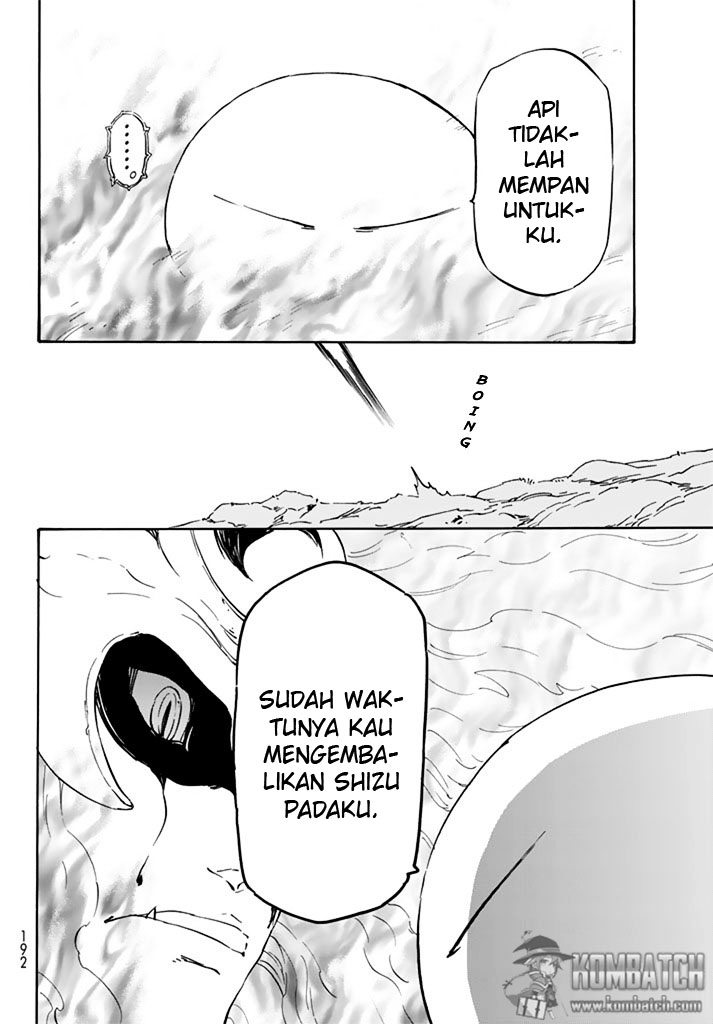 API
TIDAK-
LAH
MEMPAN
UNTUK-
KU.
.......
BOING
SUDAH WAK-
TUNYA KAU
MENGEMBA-
LIKAN SHIZU
PADAKU.
192
KOMBATCH
www.kombatch.com